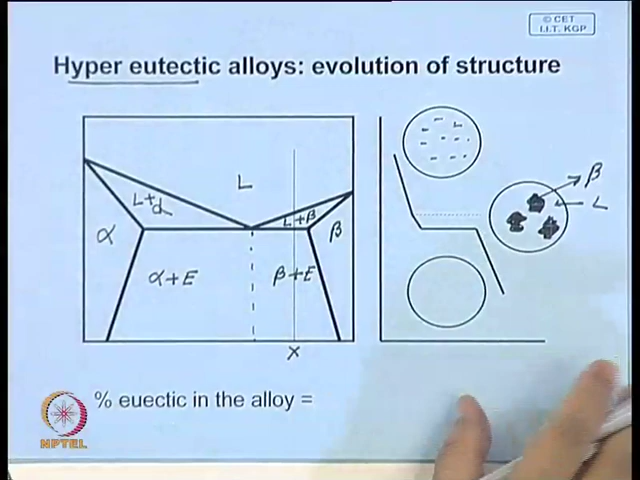 © CET
I.I.T. KGP
Hyper eutectic alloys: evolution of structure
L
L
L+α
L+β
β
L
α
β
α+E
β+E
x
% euectic in the alloy =
NPTEL